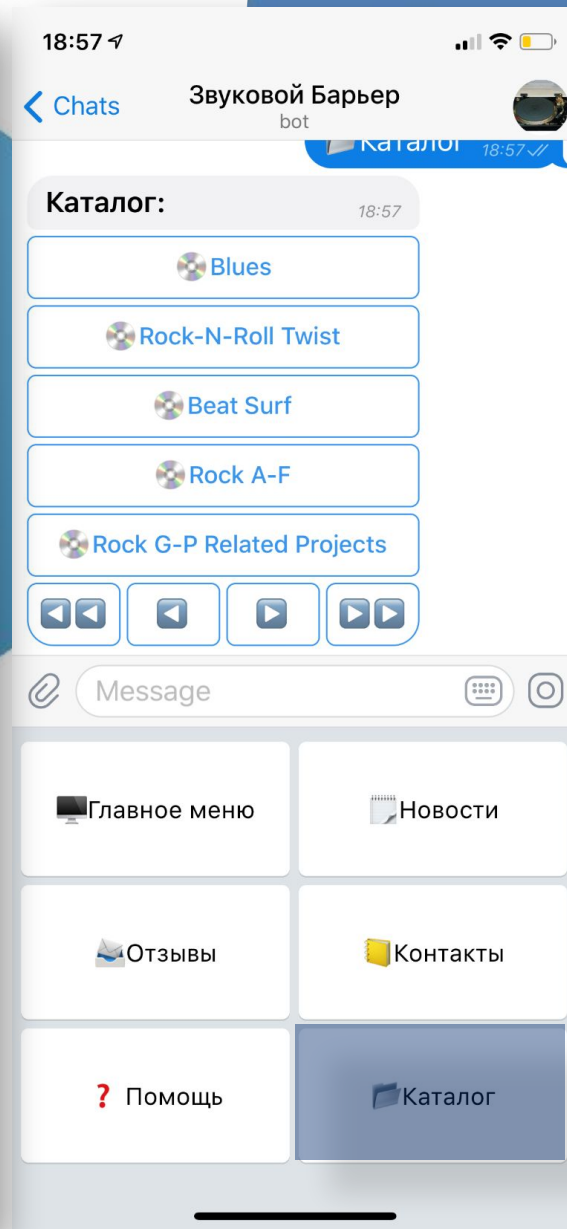 18:57
Chats
Звуковой Барьер
bot
Каталог 18:57
Каталог: 18:57
Blues
Rock-N-Roll Twist
Beat Surf
Rock A-F
Rock G-P Related Projects
Message
Главное меню
Новости
Отзывы
Контакты
? Помощь
Каталог